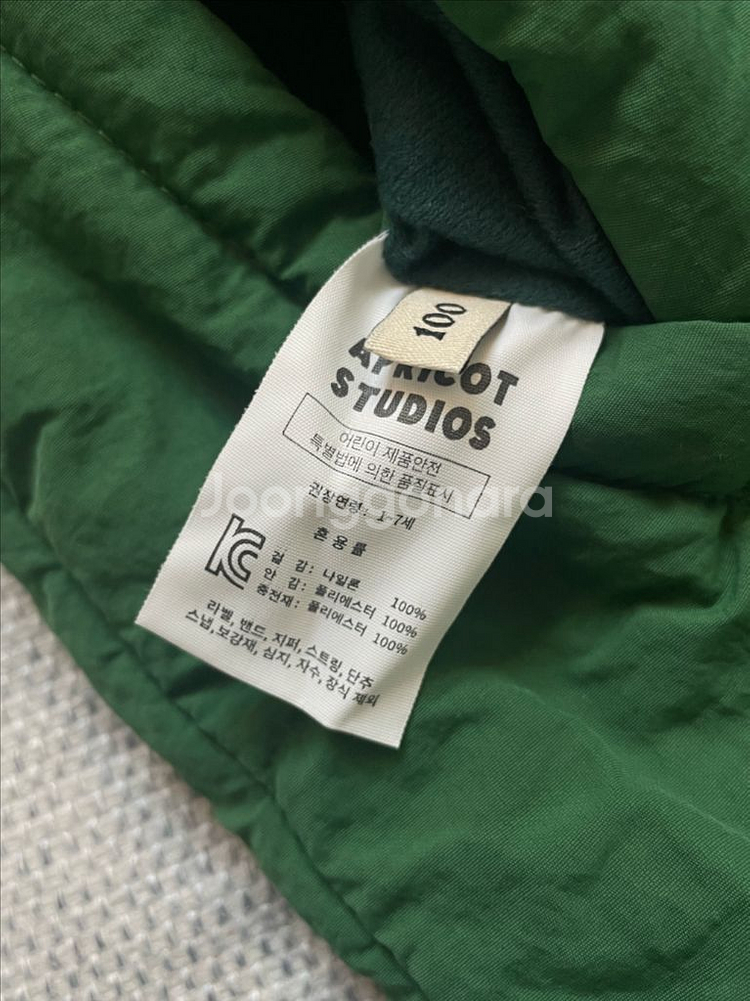 100
APRICOT
STUDIOS
어린이 제품안전
특별법에 의한 품질표시
Joonggonara
권장연령: 1-7세
혼용률
겉 감: 나일론 100%
안 감: 폴리에스터 100%
충전재: 폴리에스터 100%
라벨, 밴드, 지퍼, 스트링, 단추
스냅, 보강재, 심지, 자수, 장식 제외